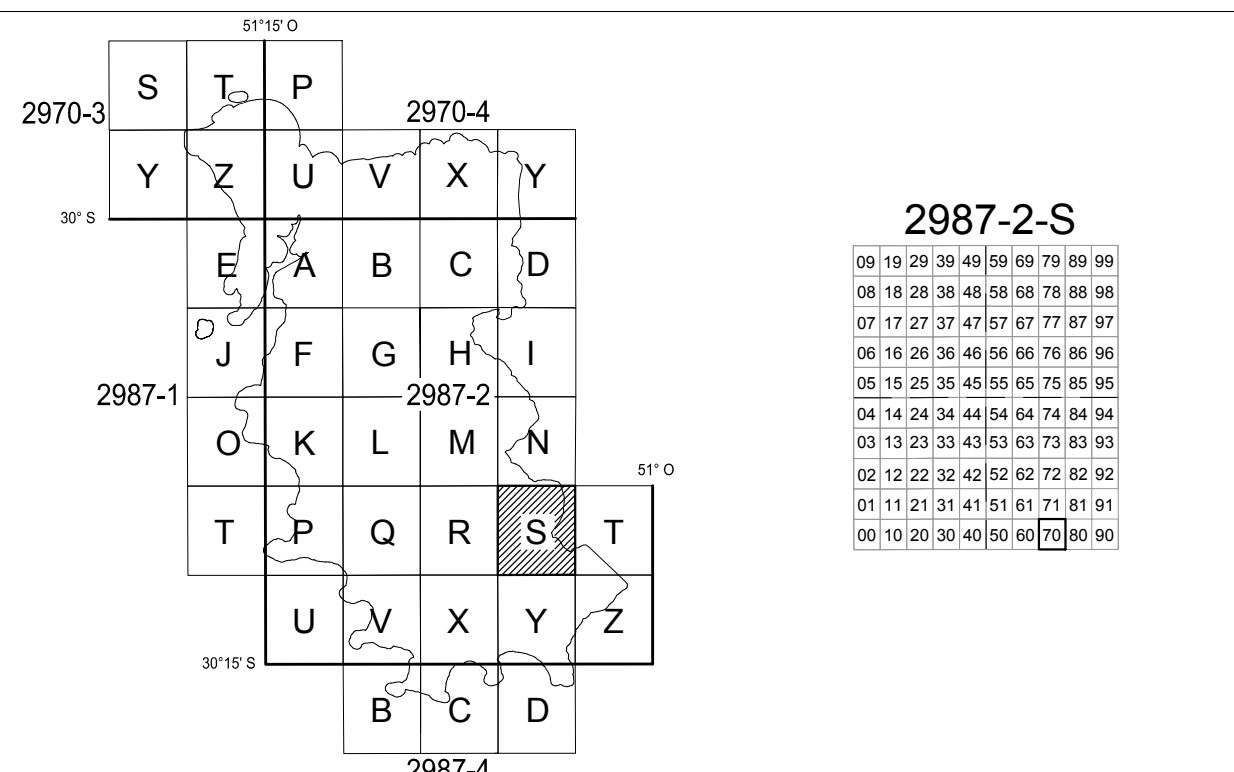 51°15' O
S T P
2970-3 2970-4
Y Z U V X Y
30° S
E A B C D
J F G H I
2987-1 2987-2
O K L M N
51° O
T P Q R S T
U V X Y Z
30°15' S
B C D
2987-4
2987-2-S
09 19 29 39 49 59 69 79 89 99
08 18 28 38 48 58 68 78 88 98
07 17 27 37 47 57 67 77 87 97
06 16 26 36 46 56 66 76 86 96
05 15 25 35 45 55 65 75 85 95
04 14 24 34 44 54 64 74 84 94
03 13 23 33 43 53 63 73 83 93
02 12 22 32 42 52 62 72 82 92
01 11 21 31 41 51 61 71 81 91
00 10 20 30 40 50 60 70 80 90